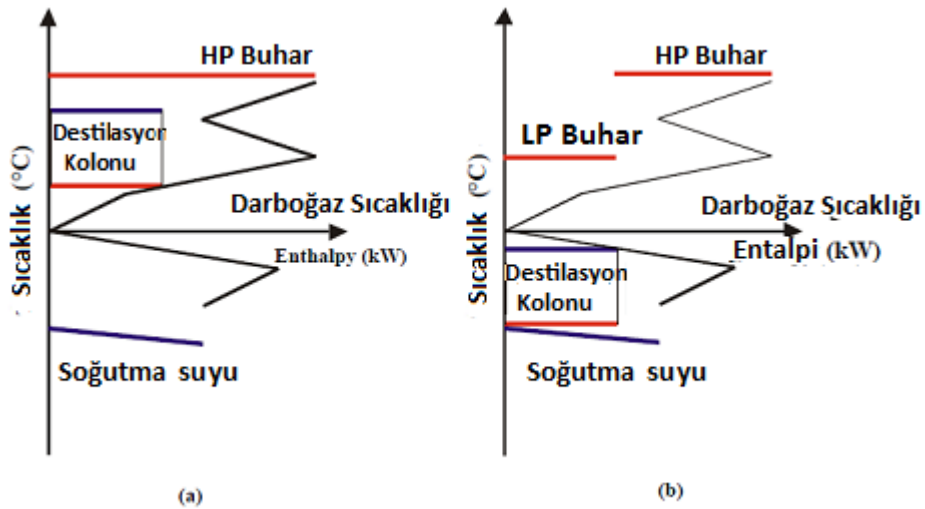 HP Buhar
Destilasyon
Kolonu
Sıcaklık (°C)
Darboğaz Sıcaklığı
Enthalpy (kW)
Soğutma suyu
(a)
HP Buhar
LP Buhar
Sıcaklık (°C)
Darboğaz Sıcaklığı
Entalpi (kW)
Destilasyon
Kolonu
Soğutma suyu
(b)